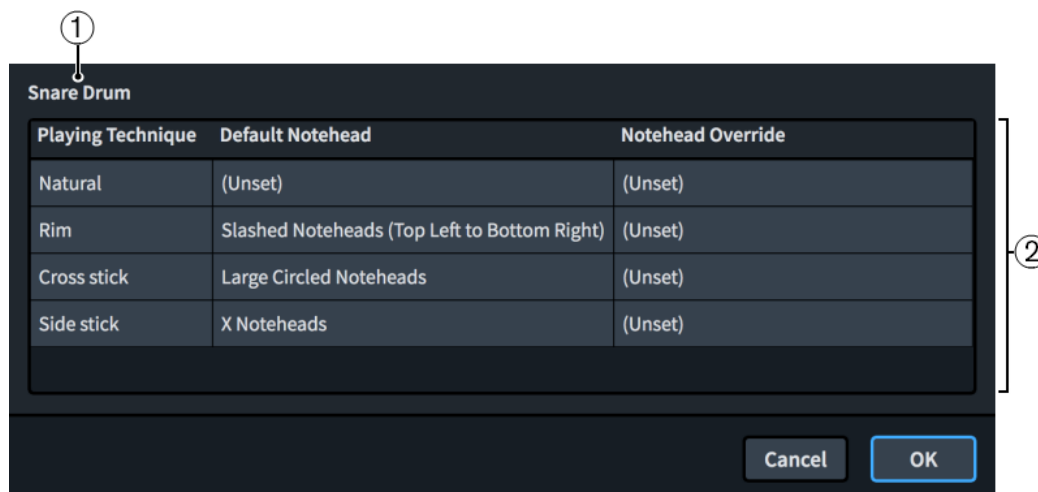 1
Snare Drum
Playing Technique Default Notehead Notehead Override
Natural (Unset) (Unset)
Rim Slashed Noteheads (Top Left to Bottom Right) (Unset)
Cross stick Large Circled Noteheads (Unset)
Side stick X Noteheads (Unset)
2
Cancel OK